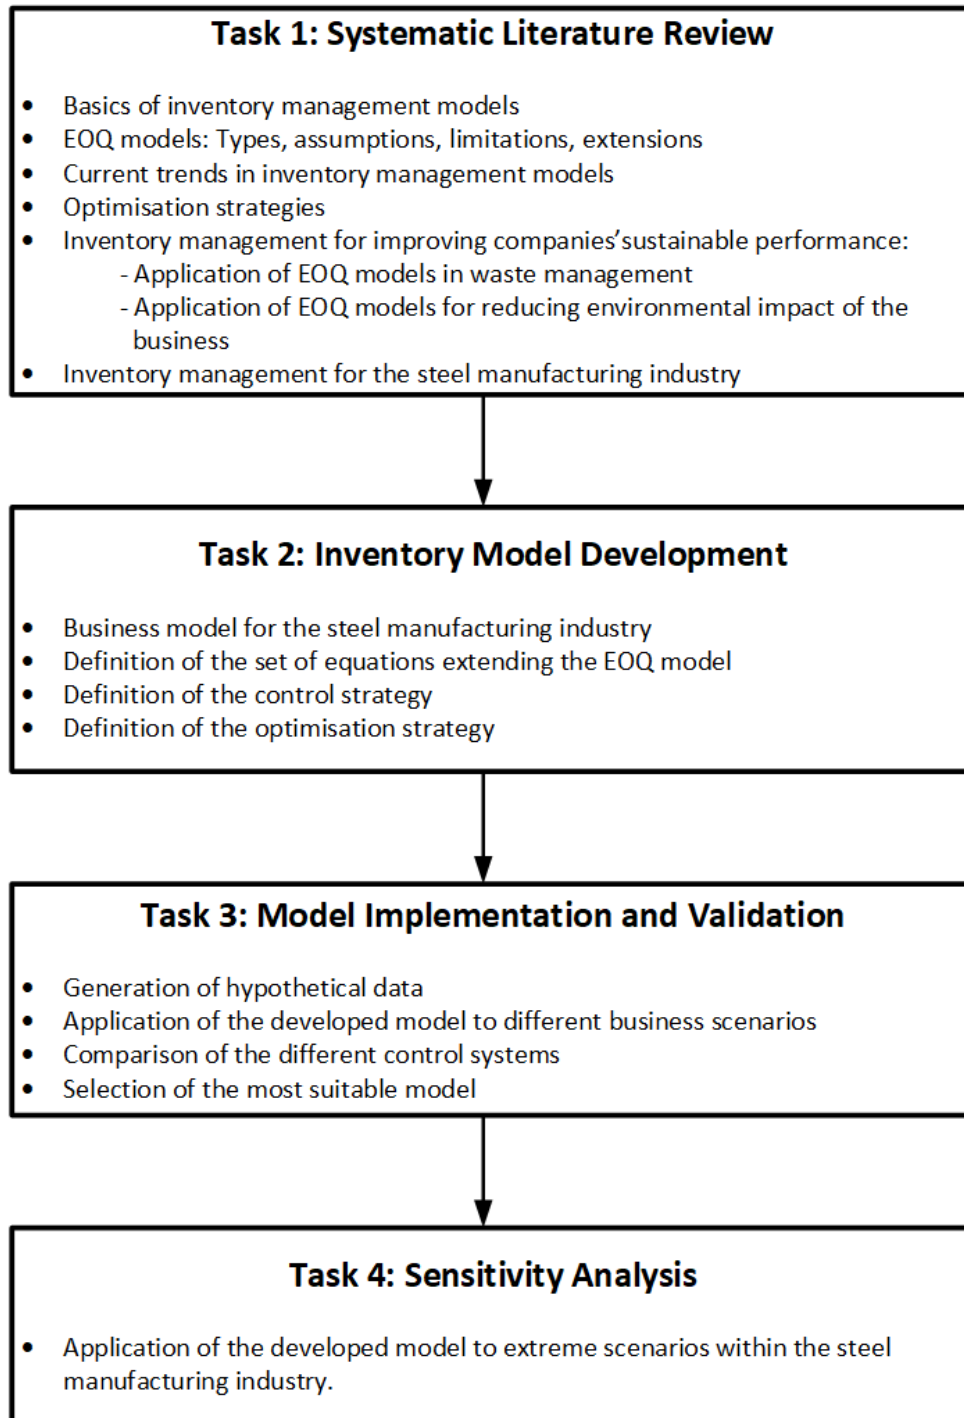 Task 1: Systematic Literature Review
• Basics of inventory management models
• EOQ models: Types, assumptions, limitations, extensions
• Current trends in inventory management models
• Optimisation strategies
• Inventory management for improving companies'sustainable performance:
- Application of EOQ models in waste management
- Application of EOQ models for reducing environmental impact of the
business
• Inventory management for the steel manufacturing industry
Task 2: Inventory Model Development
• Business model for the steel manufacturing industry
• Definition of the set of equations extending the EOQ model
• Definition of the control strategy
• Definition of the optimisation strategy
Task 3: Model Implementation and Validation
• Generation of hypothetical data
• Application of the developed model to different business scenarios
• Comparison of the different control systems
• Selection of the most suitable model
Task 4: Sensitivity Analysis
• Application of the developed model to extreme scenarios within the steel
manufacturing industry.